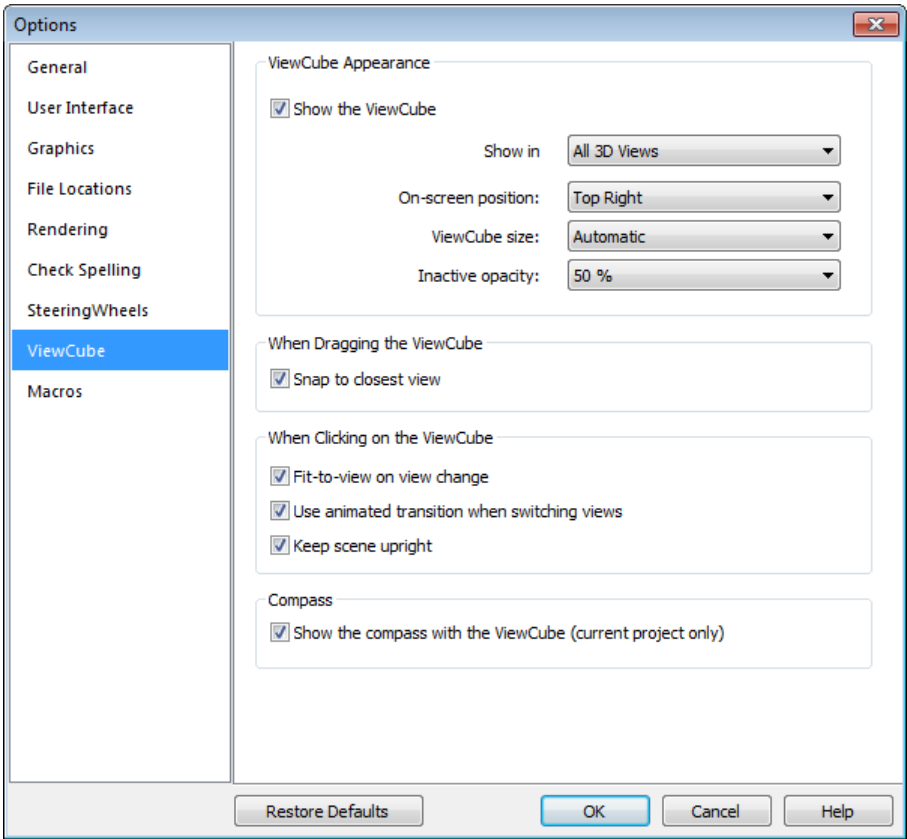 Options
General
User Interface
Graphics
File Locations
Rendering
Check Spelling
SteeringWheels
ViewCube
Macros
ViewCube Appearance
Show the ViewCube
Show in All 3D Views
On-screen position: Top Right
ViewCube size: Automatic
Inactive opacity: 50 %
When Dragging the ViewCube
Snap to closest view
When Clicking on the ViewCube
Fit-to-view on view change
Use animated transition when switching views
Keep scene upright
Compass
Show the compass with the ViewCube (current project only)
Restore Defaults OK Cancel Help